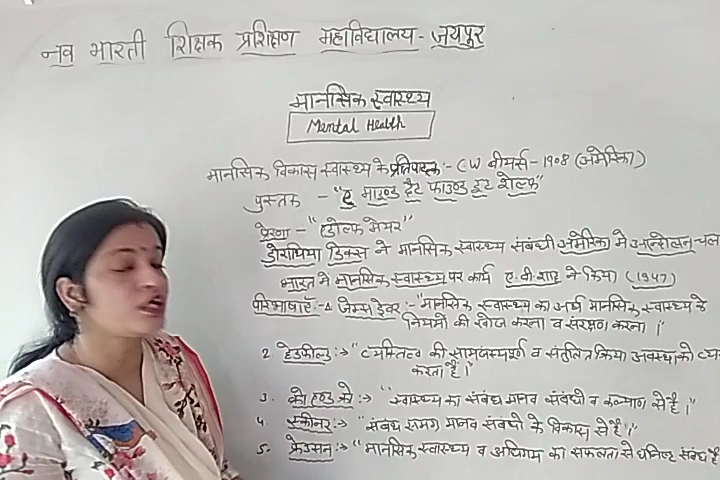 नव भारती शिक्षक प्रशिक्षण महाविद्यालय - जयपुर
मानसिक स्वास्थ्य
Mental Health
मानसिक विकास स्वास्थ्य के प्रतिपादक :- C.W बीयर्स - 1908 (अमेरिका)
पुस्तक - "ए माइण्ड दैट फाउण्ड इट शेल्फ"
प्रेरणा - "एडोल्फ मेयर"
डोराथिया डिक्स ने मानसिक स्वास्थ्य संबंधी अमेरिका में आन्दोलन चला
भारत में मानसिक स्वास्थ्य पर कार्य ए. वी. शाह ने किया (1947)
परिभाषाएँ - 1 जेम्स ड्रेवर :- "मानसिक स्वास्थ्य का अर्थ मानसिक स्वास्थ्य के
नियमों की खोज करना व संरक्षण करना।"
2. हेडफील्ड :-> "व्यक्तित्व की सामंजस्यपूर्ण व संतुलित क्रिया अवस्था को
करता है।"
3. को एण्ड को :-> "स्वास्थ्य का संबंध मानव संबंधो व कल्याण से है।"
4. स्कीनर :-> "संबंध समग्र मानव संबंधो के विकास से है।"
5. फ्रेडसन :-> "मानसिक स्वास्थ्य व अधिगम की सफलता से घनिष्ट संबंध है